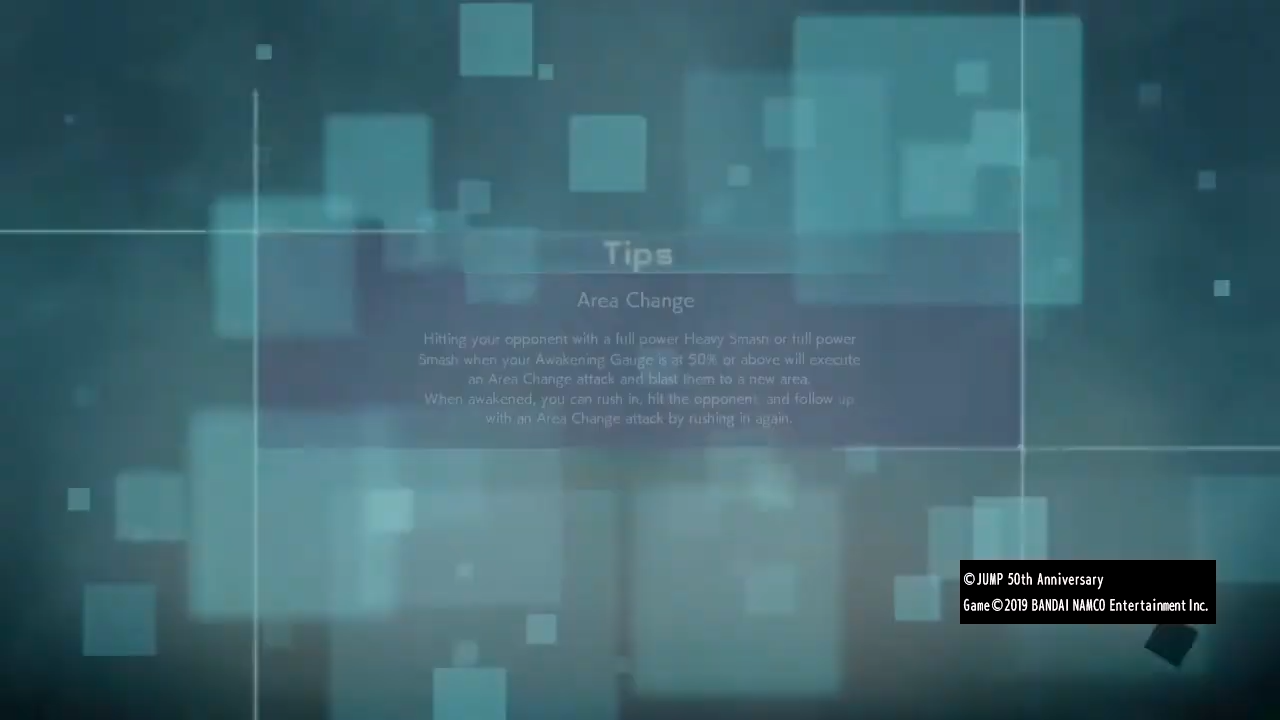 Tips
Area Change
Hitting your opponent with a full power Heavy Smash or full power
Smash when your Awakening Gauge is at 50% or above will execute
an Area Change attack and blast them to a new area.
When awakened, you can rush in, hit the opponent, and follow up
with an Area Change attack by rushing in again.
©JUMP 50th Anniversary
Game©2019 BANDAI NAMCO Entertainment Inc.